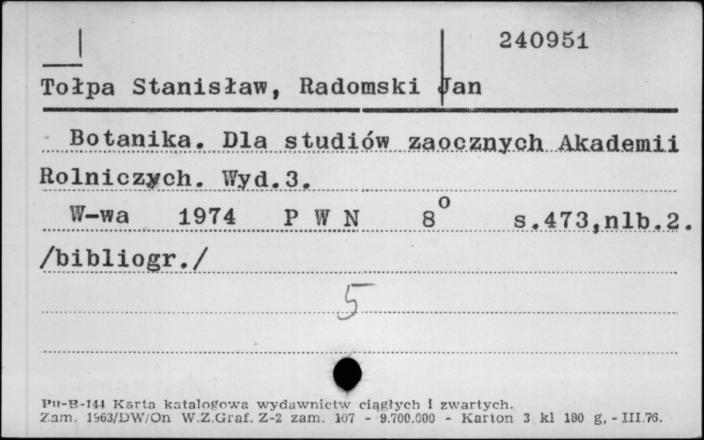 240951
Tołpa Stanisław, Radomski Jan
Botanika. Dla studiów zaocznych Akademii
Rolniczych. Wyd.3.
W-wa 1974 P W N 8° s.473,nlb.2.
/bibliogr./
5
Pu-B-144 Karta katalogowa wydawnictw ciągłych i zwartych.
Zam. 1963/DW/On W.Z.Graf. Z-2 zam. 107 - 9.700.000 - Karton 3 kl 180 g, - III.76.